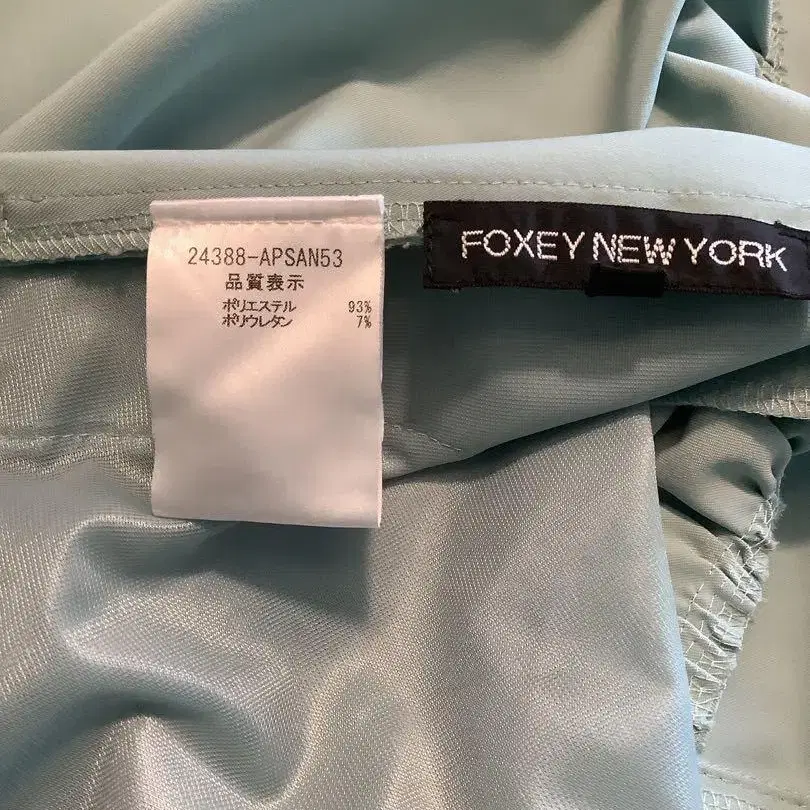 24388-APSAN53
品質表示
ポリエステル 93%
ポリウレタン 7%
FOXEY NEW YORK